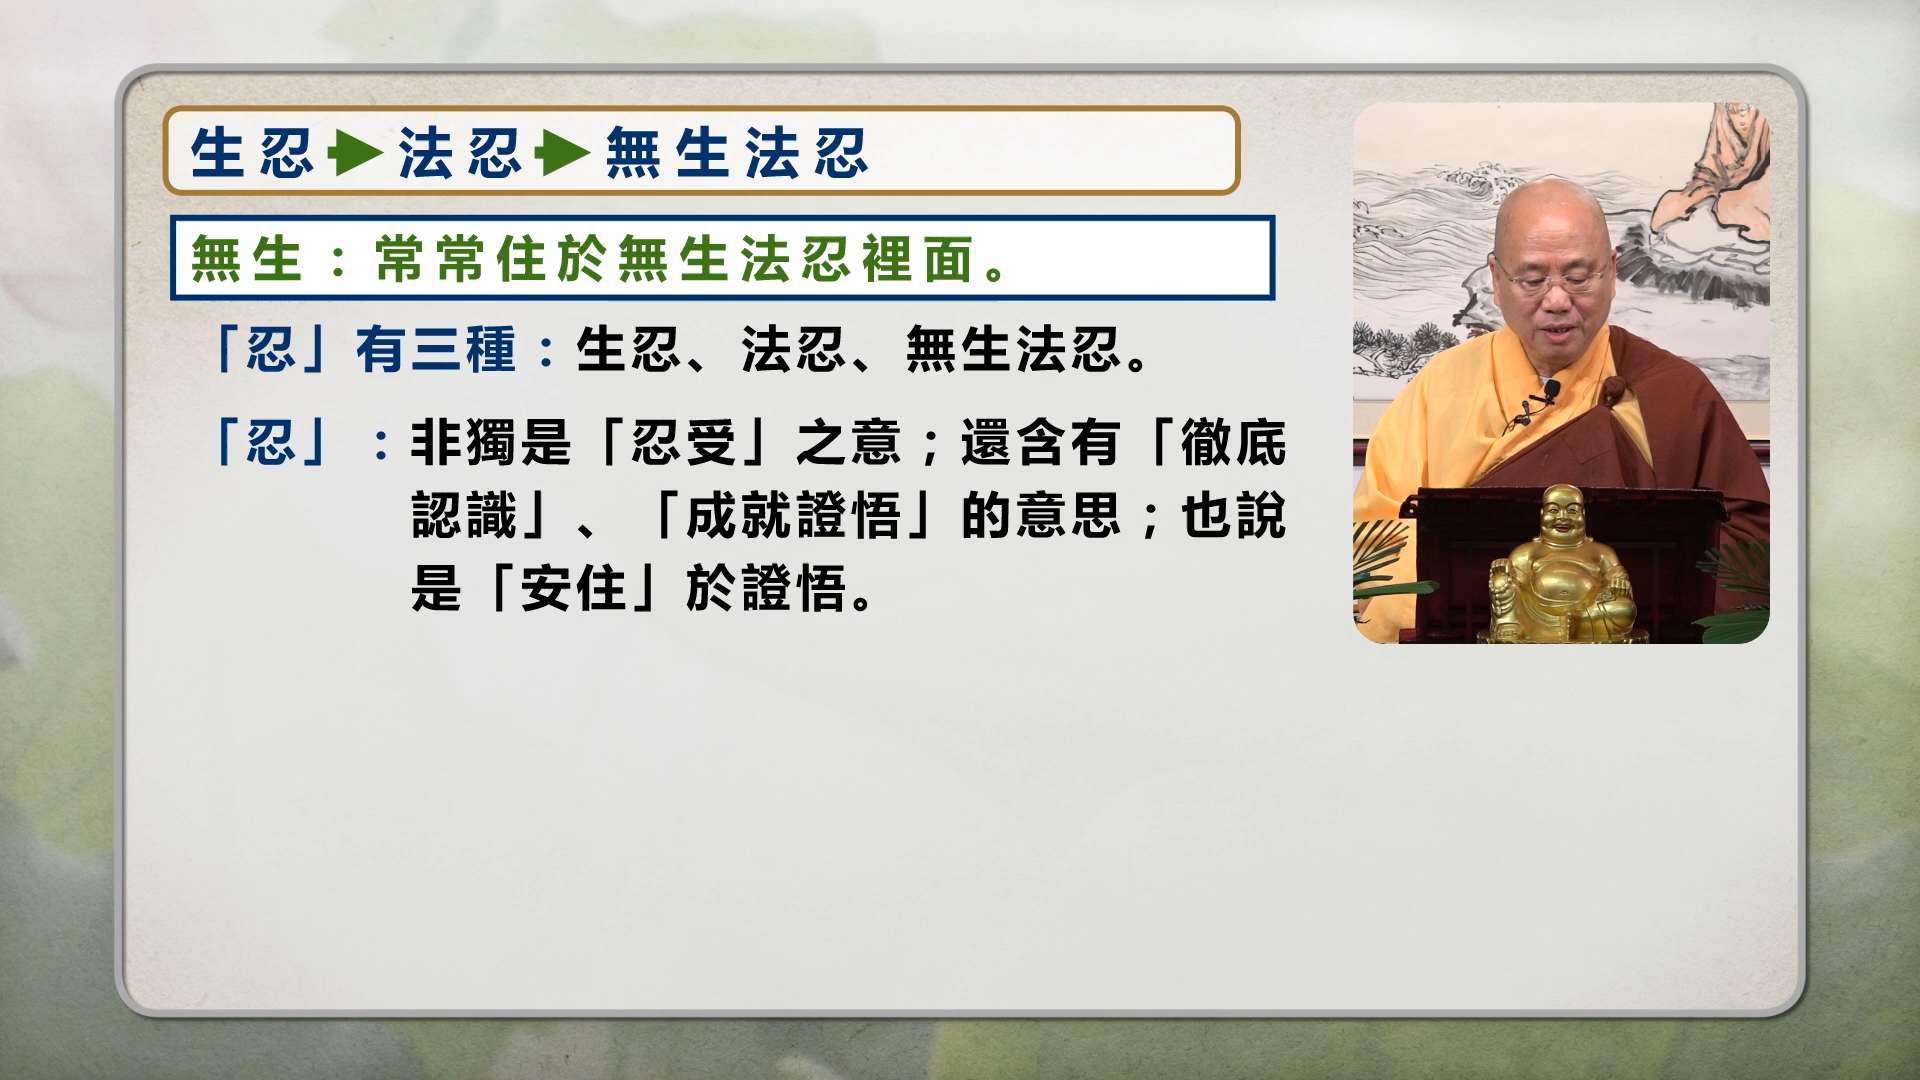 生忍▶法忍▶無生法忍
無生：常常住於無生法忍裡面。
「忍」有三種：生忍、法忍、無生法忍。
「忍」：非獨是「忍受」之意；還含有「徹底
認識」、「成就證悟」的意思；也說
是「安住」於證悟。